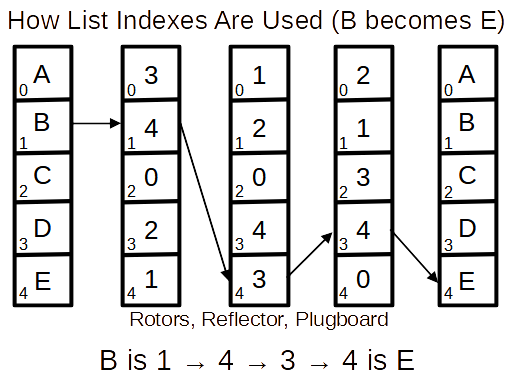 How List Indexes Are Used (B becomes E)
A 3 1 2 A
0 0 0 0 0
B 4 2 1 B
1 1 1 1 1
C 0 0 3 C
2 2 2 2 2
D 2 4 4 D
3 3 3 3 3
E 1 3 0 E
4 4 4 4 4
Rotors, Reflector, Plugboard
B is 1 → 4 → 3 → 4 is E